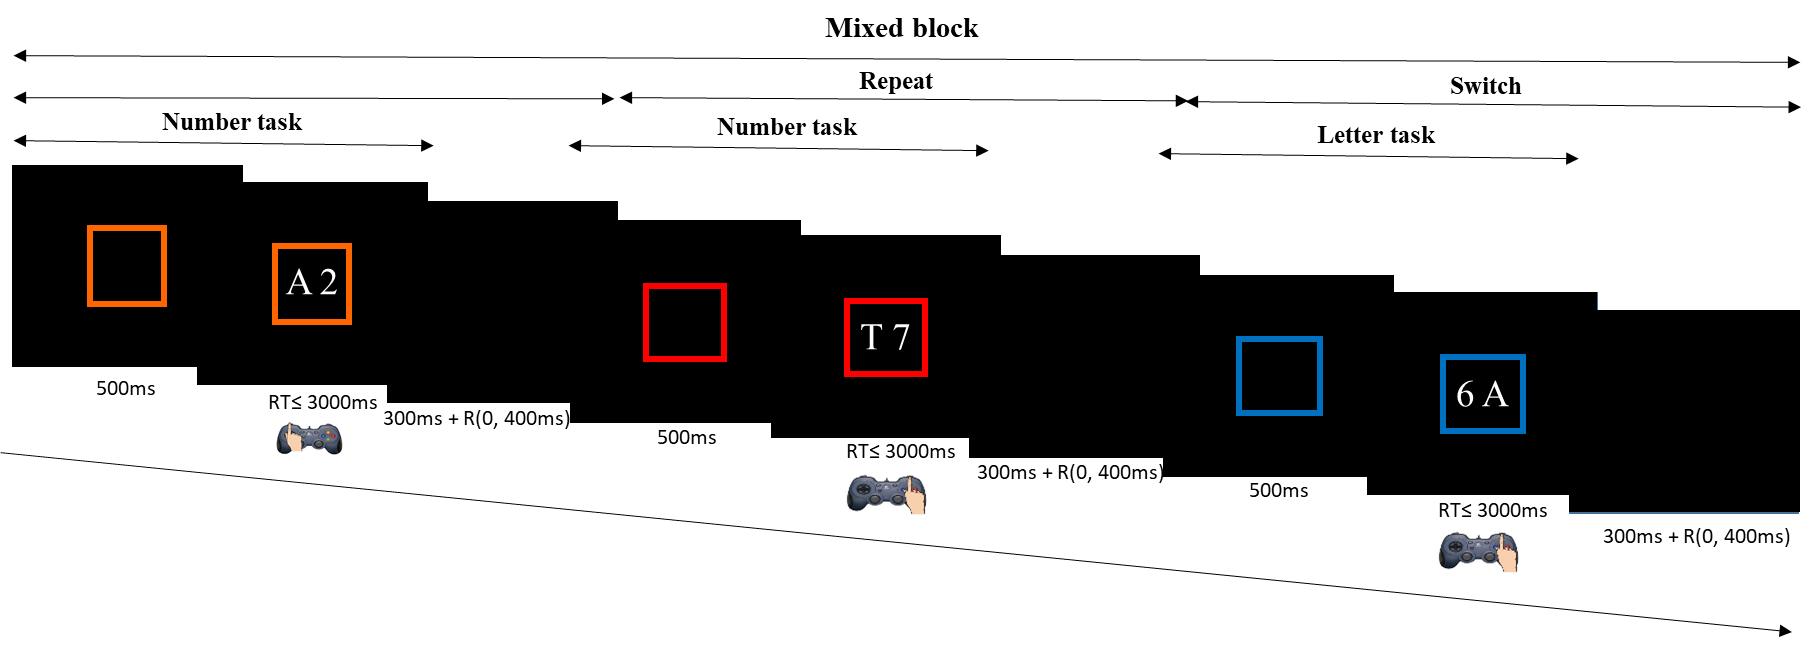 Mixed block
Repeat
Switch
Number task
Number task
Letter task
A 2
T 7
6 A
500ms
RT≤ 3000ms
300ms + R(0, 400ms)
500ms
RT≤ 3000ms
300ms + R(0, 400ms)
500ms
RT≤ 3000ms
300ms + R(0, 400ms)